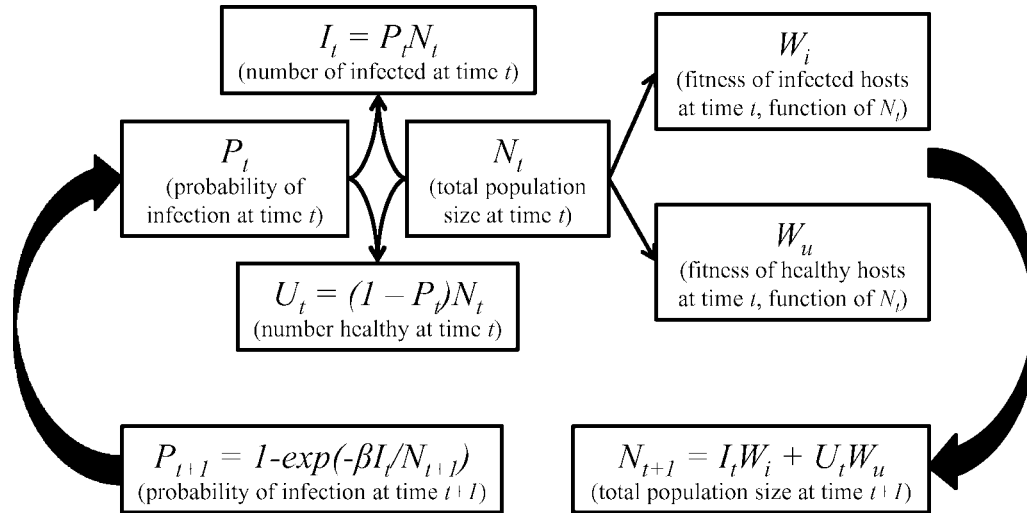 I_t = P_tN_t
(number of infected at time t)
W_i
(fitness of infected hosts
at time t, function of N_t)
P_t
(probability of
infection at time t)
N_t
(total population
size at time t)
W_u
(fitness of healthy hosts
at time t, function of N_t)
U_t = (1 – P_t)N_t
(number healthy at time t)
P_{t+1} = 1-exp(-βI_t/N_{t+1})
(probability of infection at time t+1)
N_{t+1} = I_tW_i + U_tW_u
(total population size at time t+1)